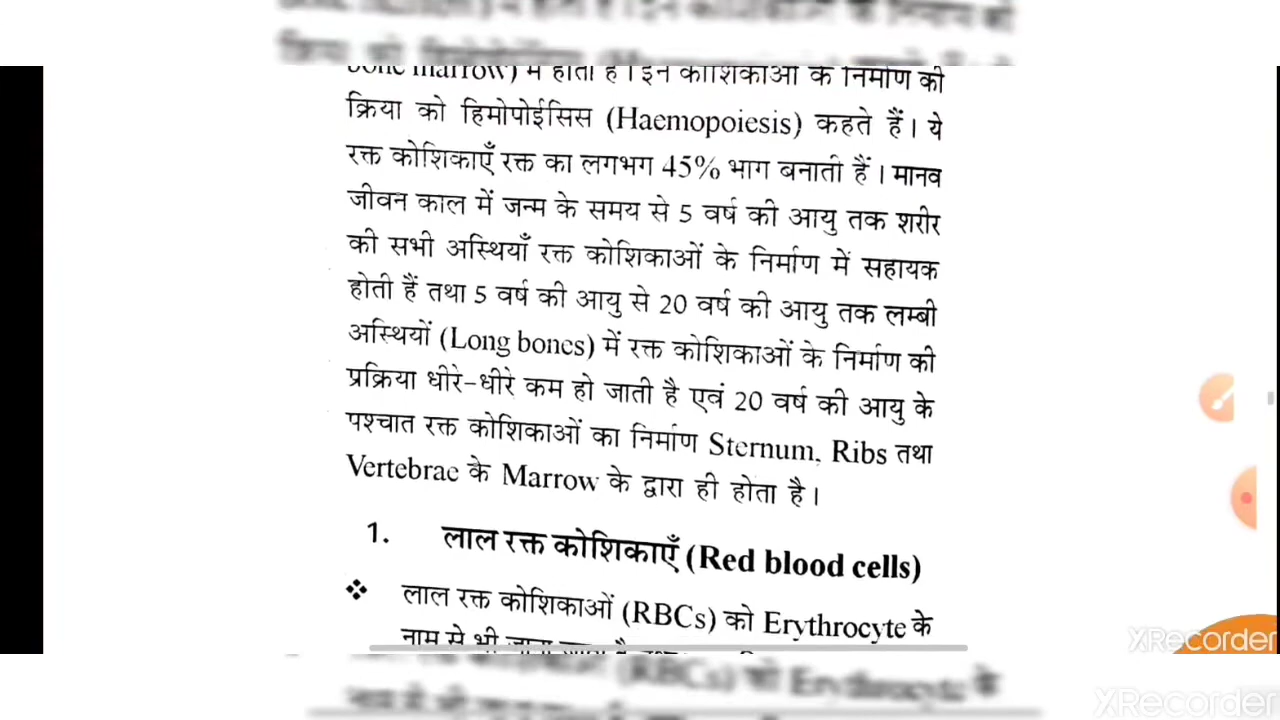 bone marrow) में होता है। इन कोशिकाओं के निर्माण की
क्रिया को हिमोपोईसिस (Haemopoiesis) कहते हैं। ये
रक्त कोशिकाएँ रक्त का लगभग 45% भाग बनाती हैं। मानव
जीवन काल में जन्म के समय से 5 वर्ष की आयु तक शरीर
की सभी अस्थियाँ रक्त कोशिकाओं के निर्माण में सहायक
होती हैं तथा 5 वर्ष की आयु से 20 वर्ष की आयु तक लम्बी
अस्थियों (Long bones) में रक्त कोशिकाओं के निर्माण की
प्रक्रिया धीरे-धीरे कम हो जाती है एवं 20 वर्ष की आयु के
पश्चात रक्त कोशिकाओं का निर्माण Sternum, Ribs तथा
Vertebrae के Marrow के द्वारा ही होता है।
1. लाल रक्त कोशिकाएँ (Red blood cells)
❖ लाल रक्त कोशिकाओं (RBCs) को Erythrocyte के
नाम से भी जाना जाता है
XRecorder
XRecorder